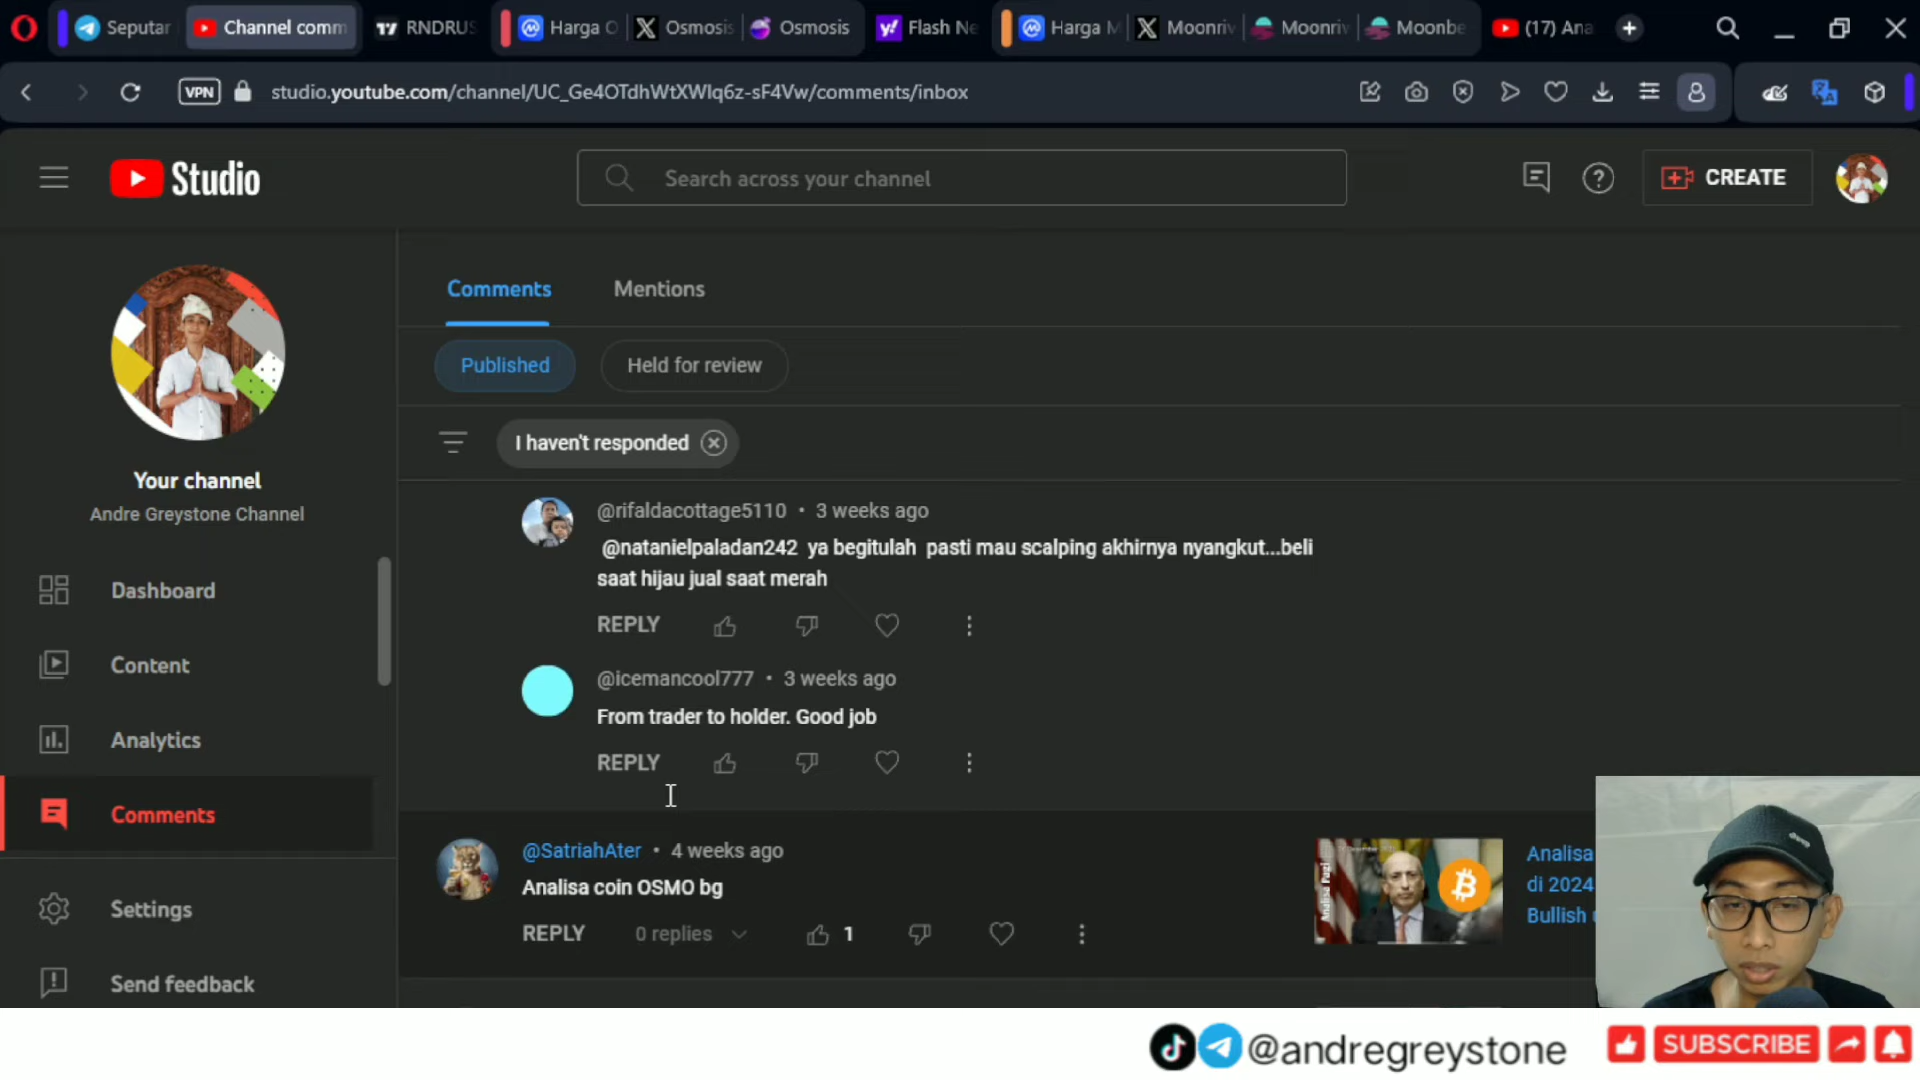 Seputar
Channel comm
RNDRUS
Harga O
Osmosis
Osmosis
Flash Ne
Harga M
Moonriv
Moonriv
Moonbe
(17) Ana
VPN
studio.youtube.com/channel/UC_Ge4OTdhWtXWIq6z-sF4Vw/comments/inbox
Studio
Search across your channel
CREATE
Your channel
Andre Greystone Channel
Dashboard
Content
Analytics
Comments
Settings
Send feedback
Comments
Mentions
Published
Held for review
I haven't responded
@rifaldacottage5110 • 3 weeks ago
@natanielpaladan242 ya begitulah pasti mau scalping akhirnya nyangkut...beli
saat hijau jual saat merah
REPLY
@icemancool777 • 3 weeks ago
From trader to holder. Good job
REPLY
@SatriahAter • 4 weeks ago
Analisa coin OSMO bg
REPLY
0 replies
1
Analisa
di 2024
Bullish
@andregreystone
SUBSCRIBE